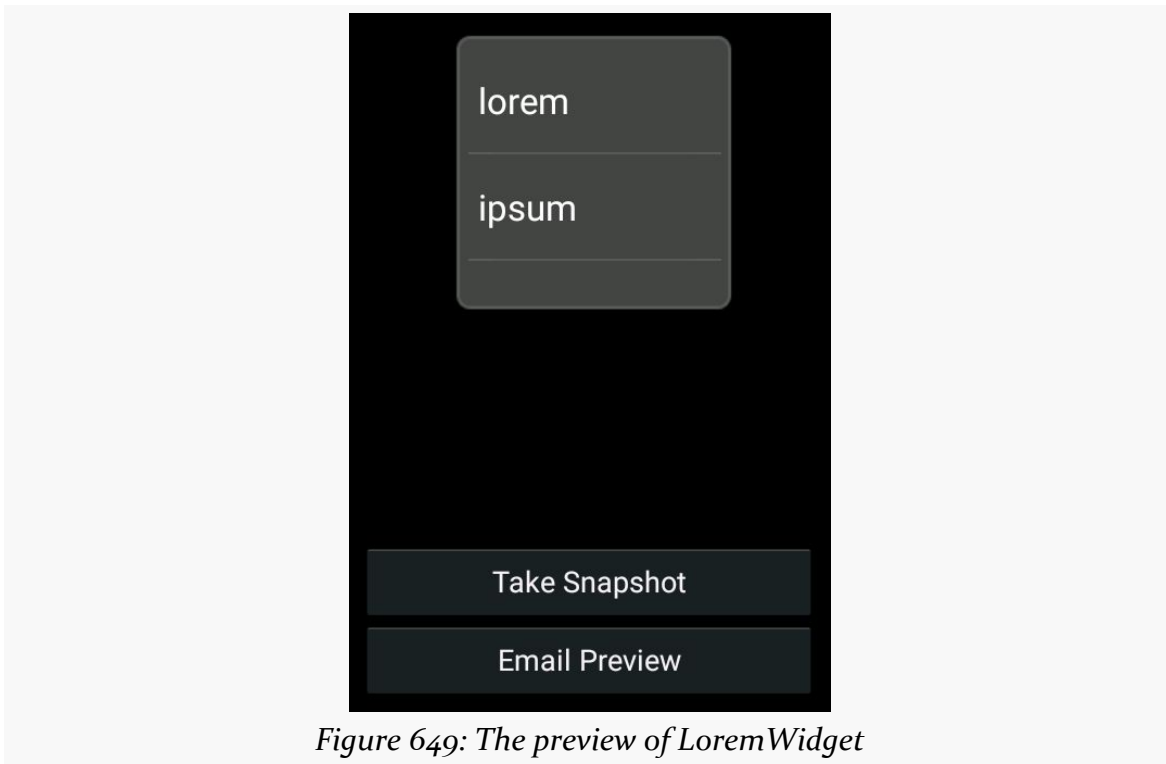 lorem
ipsum
Take Snapshot
Email Preview
Figure 649: The preview of LoremWidget